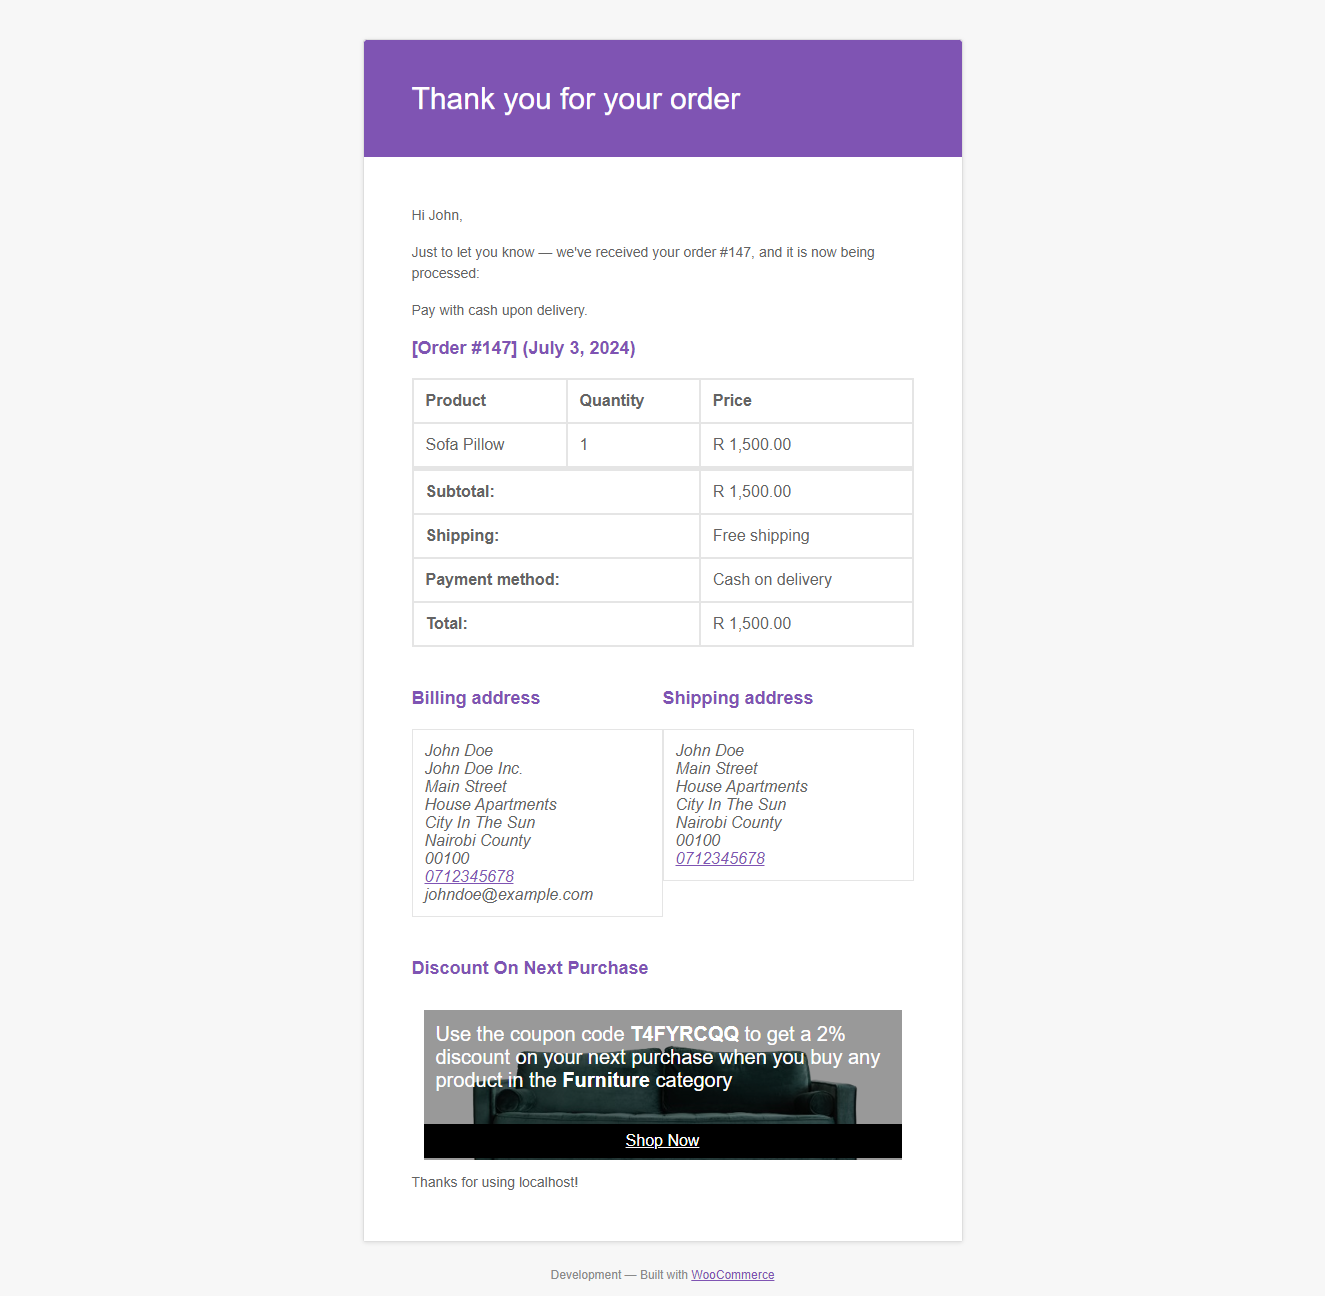 Thank you for your order
Hi John,
Just to let you know — we've received your order #147, and it is now being
processed:
Pay with cash upon delivery.
[Order #147] (July 3, 2024)
Product Quantity Price
Sofa Pillow 1 R 1,500.00
Subtotal: R 1,500.00
Shipping: Free shipping
Payment method: Cash on delivery
Total: R 1,500.00
Billing address
John Doe
John Doe Inc.
Main Street
House Apartments
City In The Sun
Nairobi County
00100
0712345678
johndoe@example.com
Shipping address
John Doe
Main Street
House Apartments
City In The Sun
Nairobi County
00100
0712345678
Discount On Next Purchase
Use the coupon code T4FYRCQQ to get a 2%
discount on your next purchase when you buy any
product in the Furniture category
Shop Now
Thanks for using localhost!
Development — Built with WooCommerce